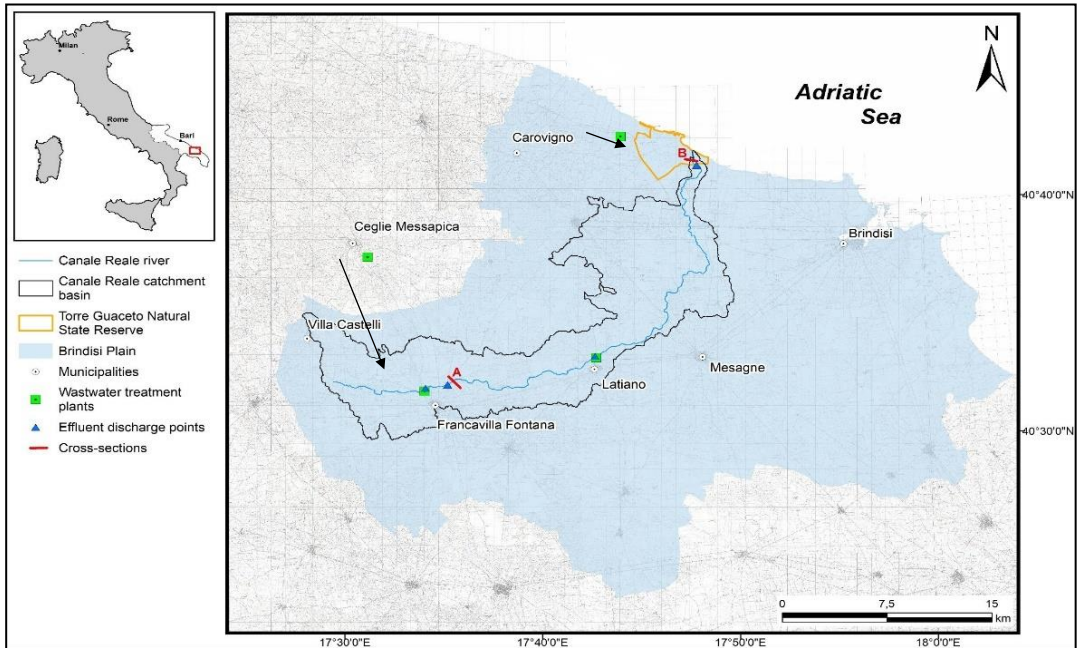 Milan
Rome
Bari
Canale Reale river
Canale Reale catchment
basin
Torre Guaceto Natural
State Reserve
Brindisi Plain
Municipalities
Wastwater treatment
plants
Effluent discharge points
Cross-sections
N
Adriatic
Sea
Carovigno
B
Ceglie Messapica
Brindisi
Villa Castelli
A
Mesagne
Latiano
Francavilla Fontana
40°40'0"N
40°30'0"N
0 7,5 15
km
17°30'0"E 17°40'0"E 17°50'0"E 18°0'0"E